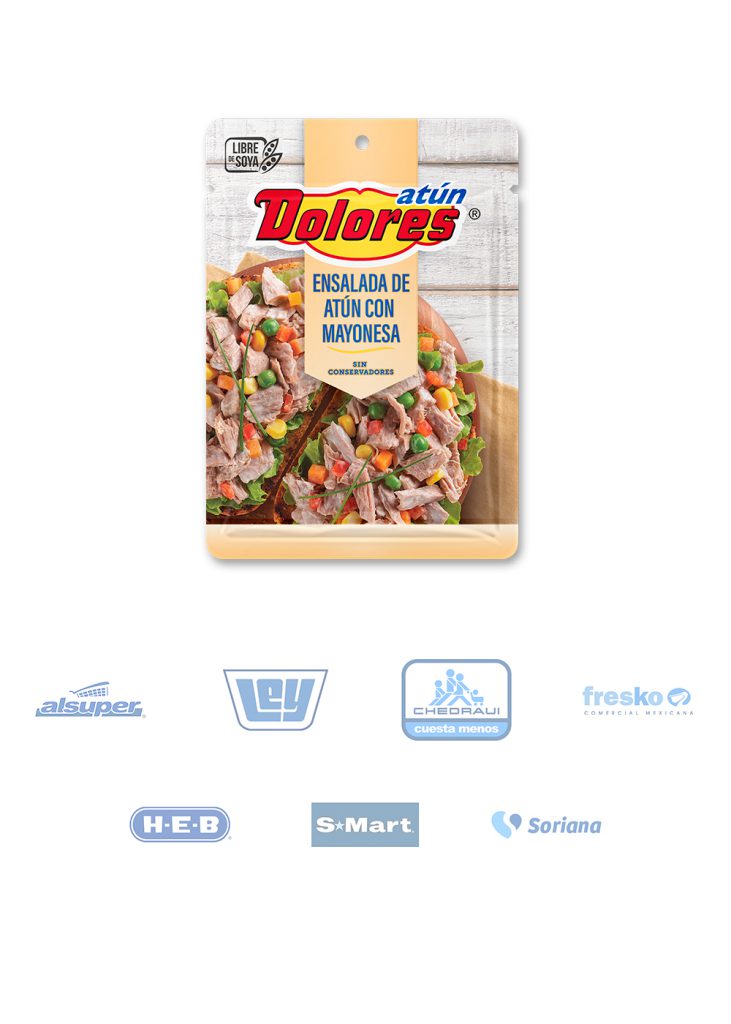 LIBRE
DE SOYA
atún
Dolores®
ENSALADA DE
ATÚN CON
MAYONESA
SIN
CONSERVADORES
alsuper®
Ley
CHEDRAUI
cuesta menos
fresko
COMERCIAL MEXICANA
H-E-B®
S★Mart
Soriana